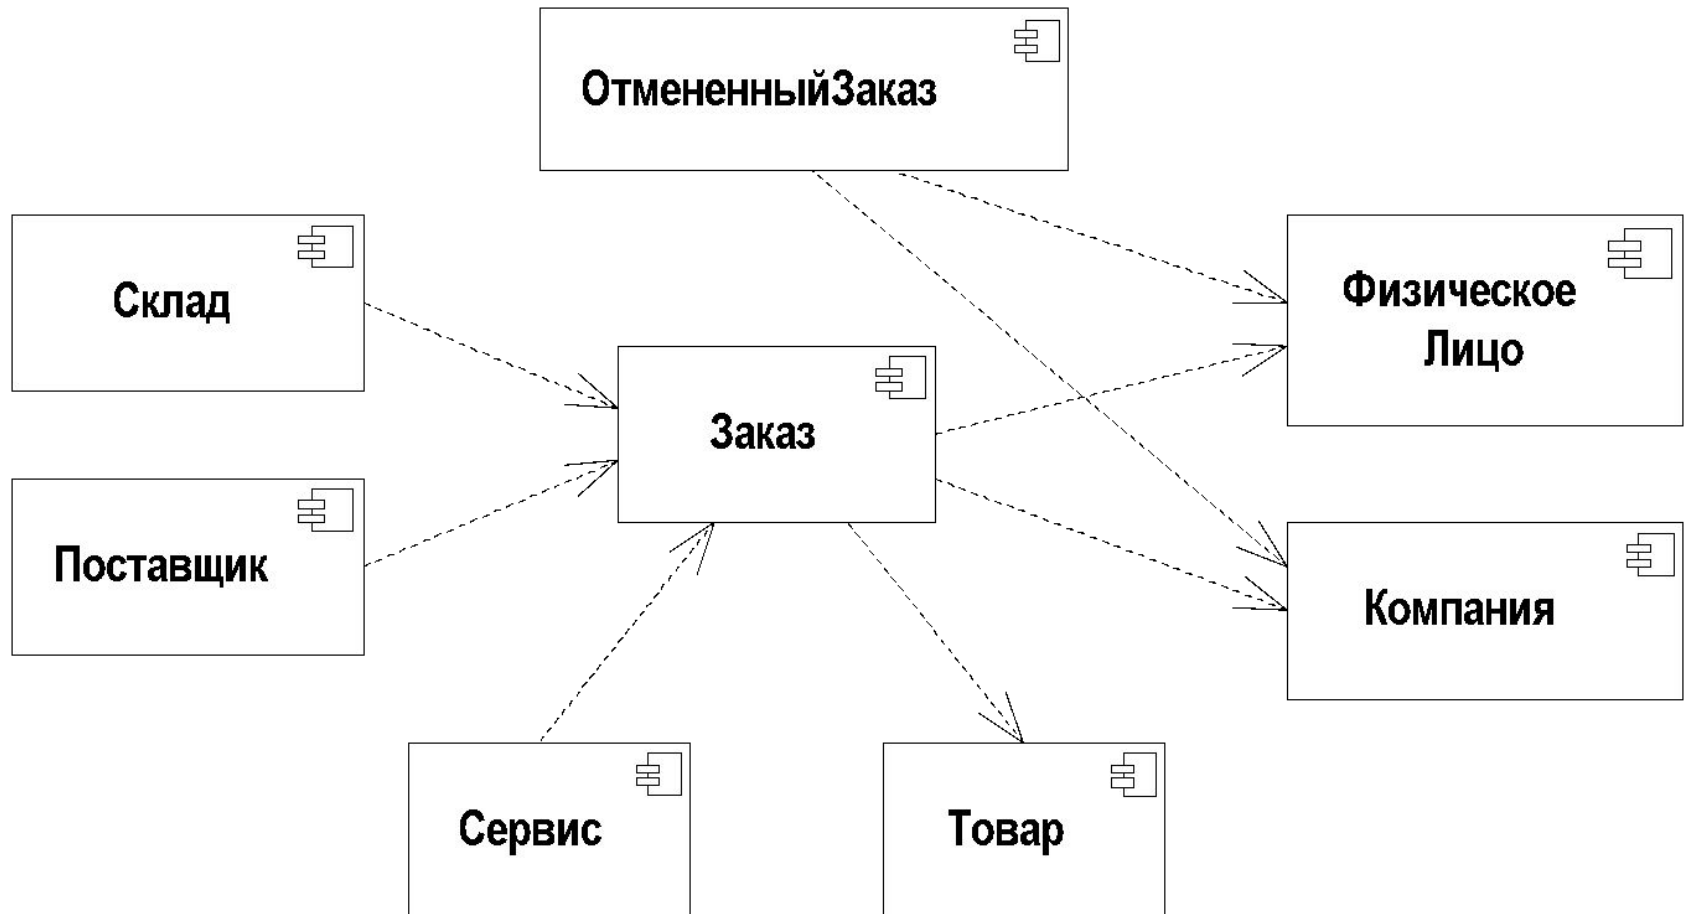 ОтмененныйЗаказ
Склад
Физическое
Лицо
Заказ
Поставщик
Компания
Сервис
Товар